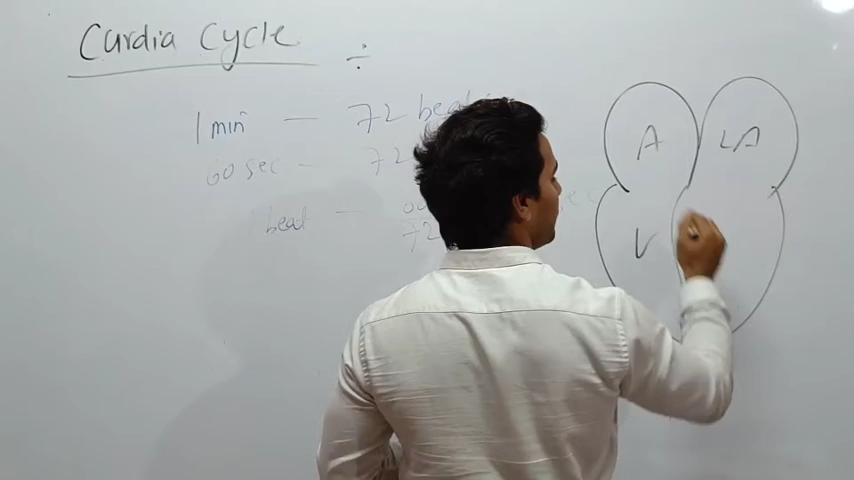 Cardia Cycle ÷
1 min — 72 beat
60 sec — 72
beat — 72
A LA
V